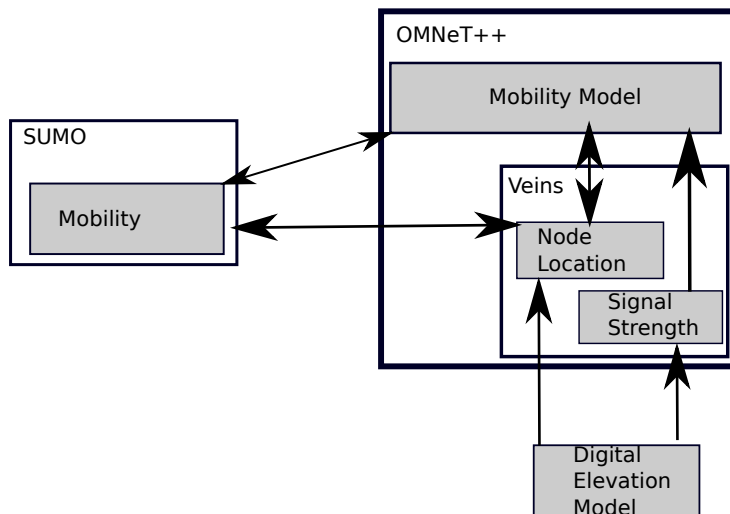 OMNeT++
Mobility Model
SUMO
Mobility
Veins
Node
Location
Signal
Strength
Digital
Elevation
Model